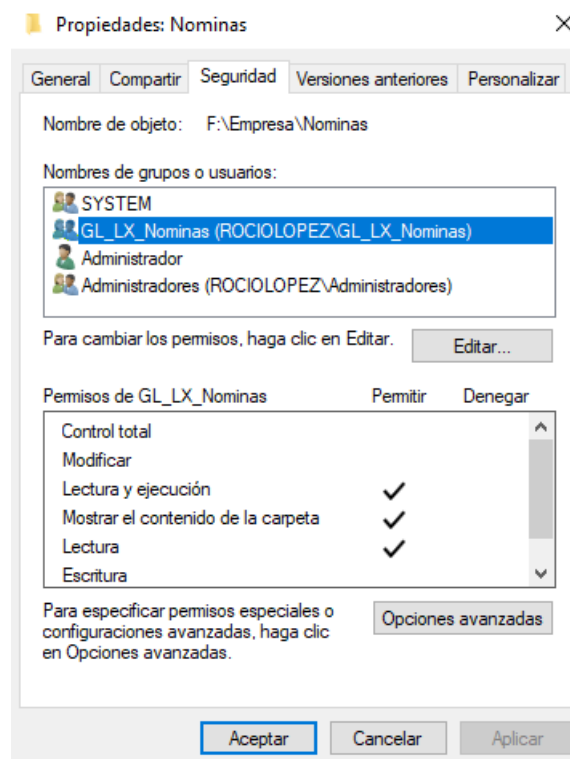 Propiedades: Nominas
General Compartir Seguridad Versiones anteriores Personalizar
Nombre de objeto: F:\Empresa\Nominas
Nombres de grupos o usuarios:
SYSTEM
GL_LX_Nominas (ROCIOLOPEZ\GL_LX_Nominas)
Administrador
Administradores (ROCIOLOPEZ\Administradores)
Para cambiar los permisos, haga clic en Editar. Editar...
Permisos de GL_LX_Nominas Permitir Denegar
Control total
Modificar
Lectura y ejecución
Mostrar el contenido de la carpeta
Lectura
Escritura
Para especificar permisos especiales o
configuraciones avanzadas, haga clic
en Opciones avanzadas.
Opciones avanzadas
Aceptar Cancelar Aplicar